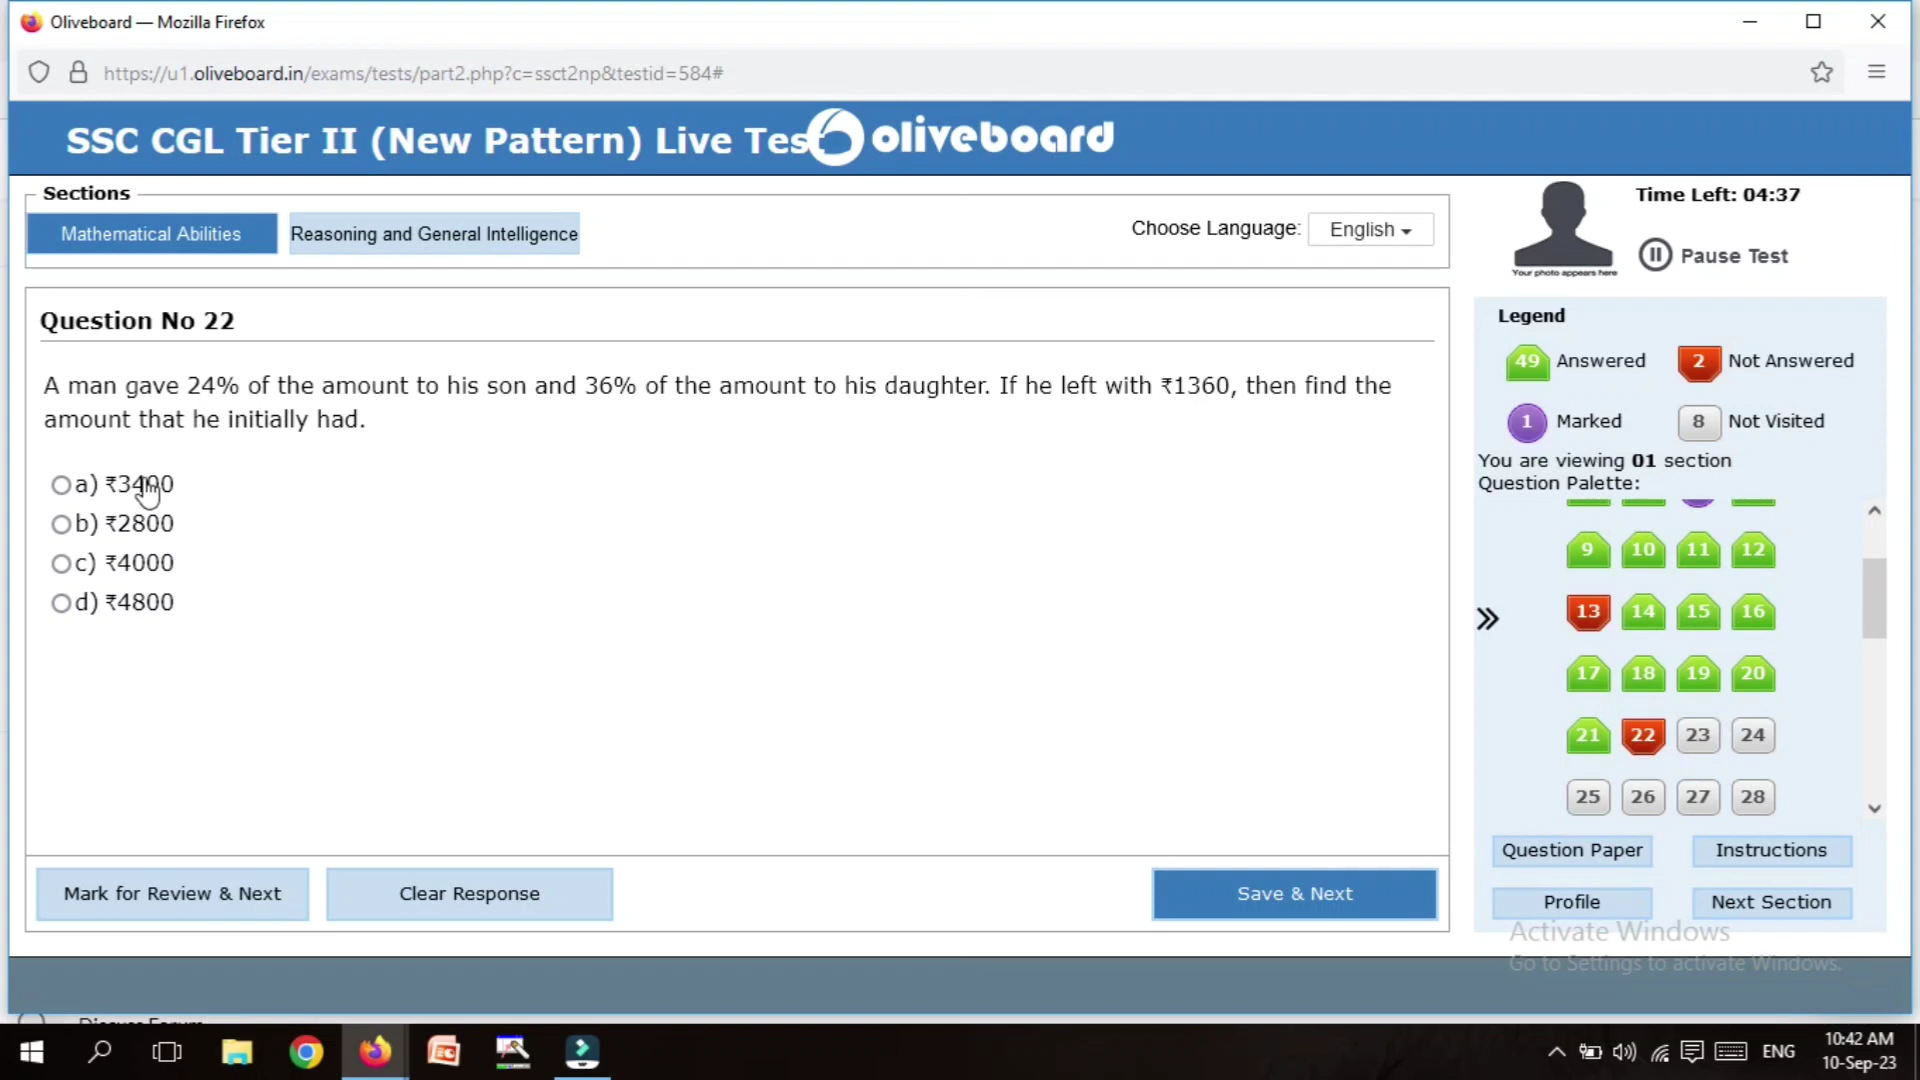 Oliveboard — Mozilla Firefox
https://u1.oliveboard.in/exams/tests/part2.php?c=ssct2np&testid=584#
SSC CGL Tier II (New Pattern) Live Tes
oliveboard
Sections
Mathematical Abilities
Reasoning and General Intelligence
Choose Language:
English
Your photo appears here
Time Left: 04:37
Pause Test
Question No 22
A man gave 24% of the amount to his son and 36% of the amount to his daughter. If he left with ₹1360, then find the
amount that he initially had.
a) ₹3400
b) ₹2800
c) ₹4000
d) ₹4800
Legend
49 Answered
2 Not Answered
1 Marked
8 Not Visited
You are viewing 01 section
Question Palette:
9 10 11 12
13 14 15 16
17 18 19 20
21 22 23 24
25 26 27 28
Mark for Review & Next
Clear Response
Save & Next
Question Paper
Instructions
Profile
Next Section
Activate Windows
Go to Settings to activate Windows.
ENG
10:42 AM
10-Sep-23